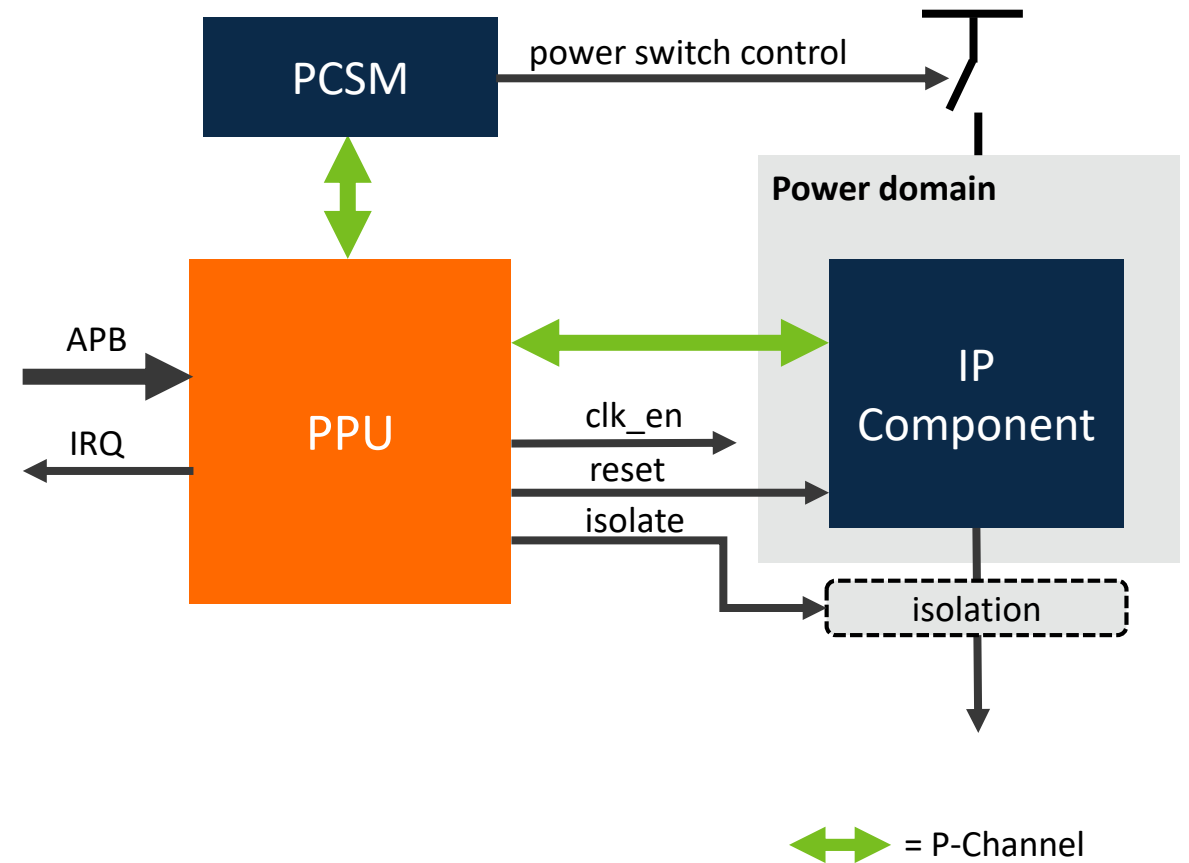 PCSM
power switch control
Power domain
APB
IRQ
PPU
clk_en
reset
isolate
IP
Component
isolation
= P-Channel